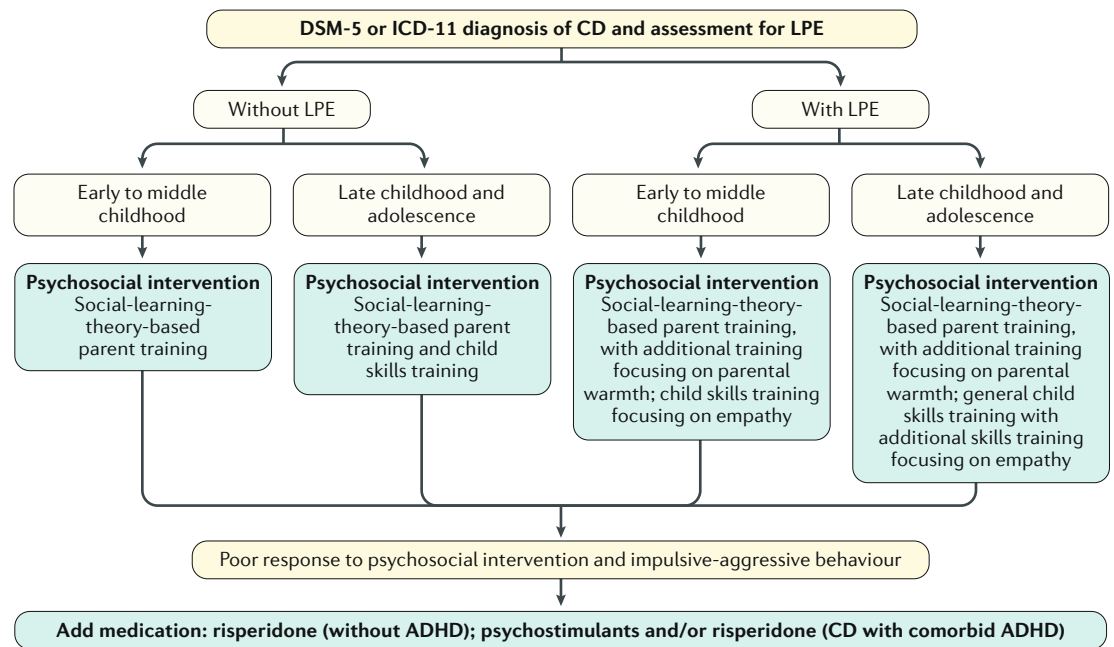 DSM-5 or ICD-11 diagnosis of CD and assessment for LPE
Without LPE
With LPE
Early to middle
childhood
Late childhood and
adolescence
Early to middle
childhood
Late childhood and
adolescence
Psychosocial intervention
Social-learning-
theory-based
parent training
Psychosocial intervention
Social-learning-
theory-based parent
training and child
skills training
Psychosocial intervention
Social-learning-theory-
based parent training,
with additional training
focusing on parental
warmth; child skills training
focusing on empathy
Psychosocial intervention
Social-learning-theory-
based parent training,
with additional training
focusing on parental
warmth; general child
skills training with
additional skills training
focusing on empathy
Poor response to psychosocial intervention and impulsive-aggressive behaviour
Add medication: risperidone (without ADHD); psychostimulants and/or risperidone (CD with comorbid ADHD)